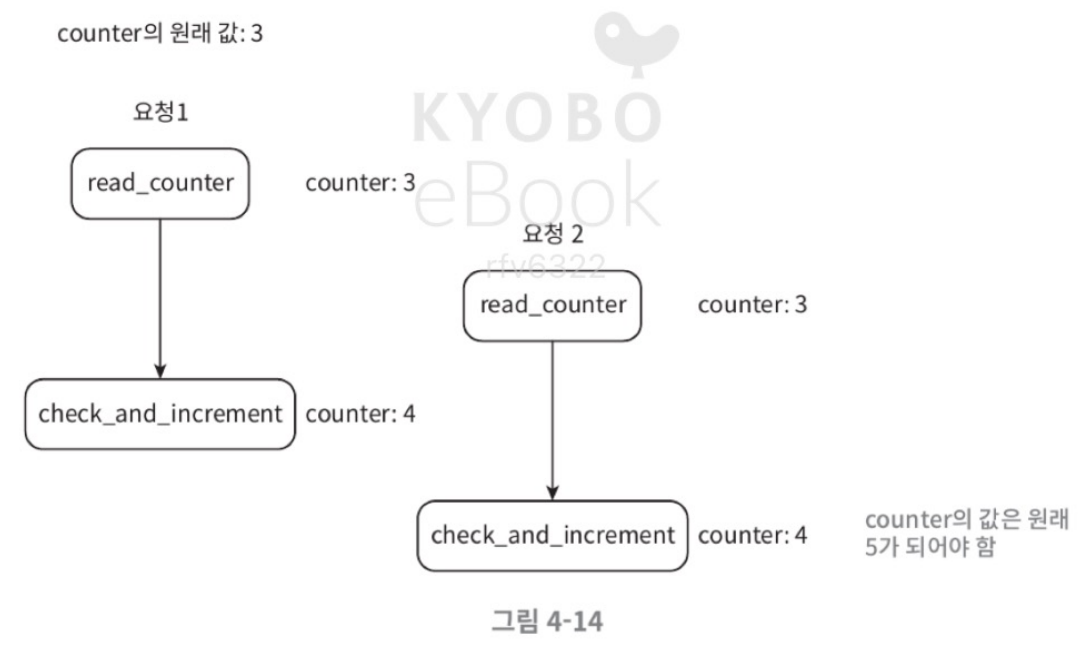 counter의 원래 값: 3
KYOBO
eBook
rfv6322
요청1
read_counter
counter: 3
요청 2
read_counter
counter: 3
check_and_increment
counter: 4
check_and_increment
counter: 4
counter의 값은 원래
5가 되어야 함
그림 4-14